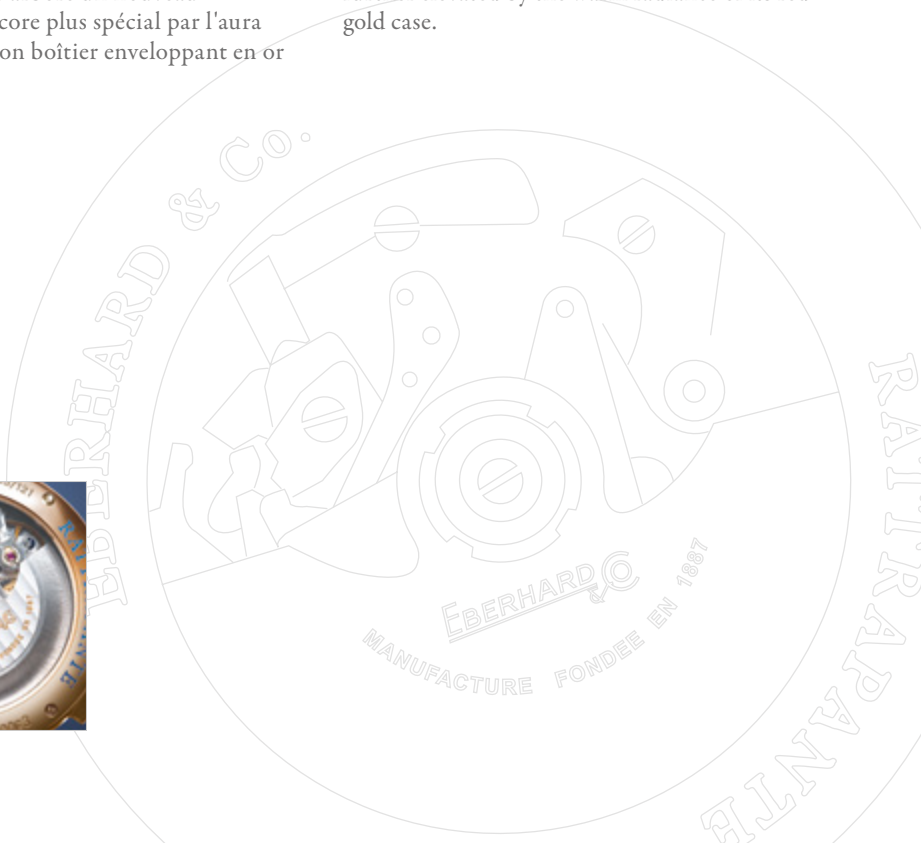 core plus spécial par l'aura
on boîtier enveloppant en or
gold case.
EBERHARD & Co.
RATTRAPANTE
EBERHARD & CO
MANUFACTURE FONDEE EN 1887